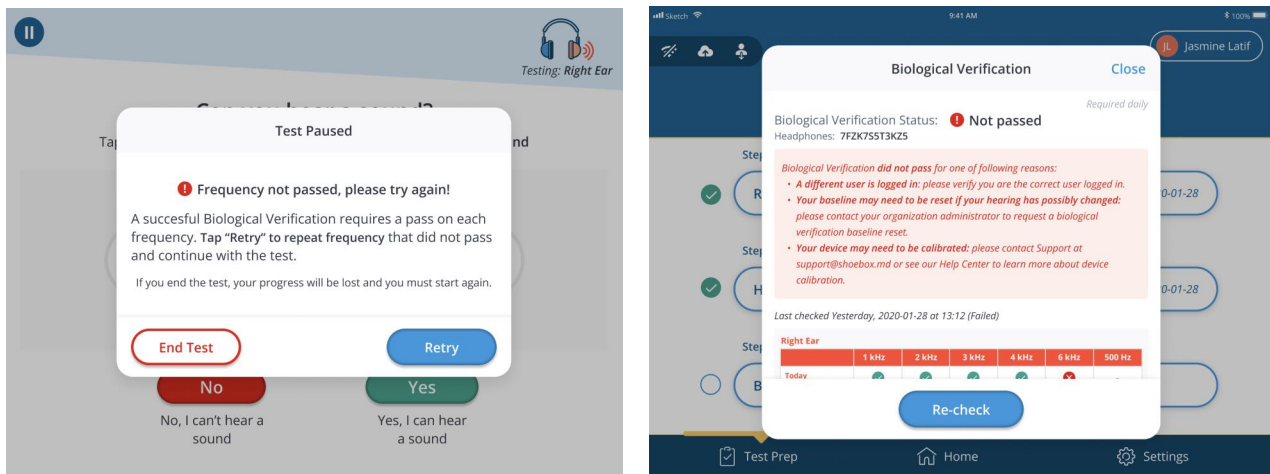 Testing: Right Ear
Can you hear a sound?
Test Paused
Frequency not passed, please try again!
A succesful Biological Verification requires a pass on each
frequency. Tap “Retry” to repeat frequency that did not pass
and continue with the test.
If you end the test, your progress will be lost and you must start again.
End Test
Retry
No
Yes
No, I can’t hear a
sound
Yes, I can hear
a sound
Sketch
9:41 AM
100%
JL Jasmine Latif
Biological Verification
Close
Required daily
Biological Verification Status: Not passed
Headphones: 7FZK7S5T3KZ5
Biological Verification did not pass for one of following reasons:
• A different user is logged in: please verify you are the correct user logged in.
• Your baseline may need to be reset if your hearing has possibly changed:
please contact your organization administrator to request a biological
verification baseline reset.
• Your device may need to be calibrated: please contact Support at
support@shoebox.md or see our Help Center to learn more about device
calibration.
Last checked Yesterday, 2020-01-28 at 13:12 (Failed)
Right Ear
1 kHz 2 kHz 3 kHz 4 kHz 6 kHz 500 Hz
Today
Re-check
Step
R
0-01-28
Step
H
0-01-28
Step
B
Test Prep
Home
Settings